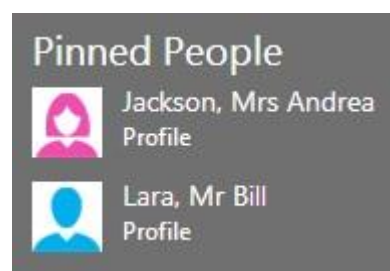 Pinned People
Jackson, Mrs Andrea
Profile
Lara, Mr Bill
Profile